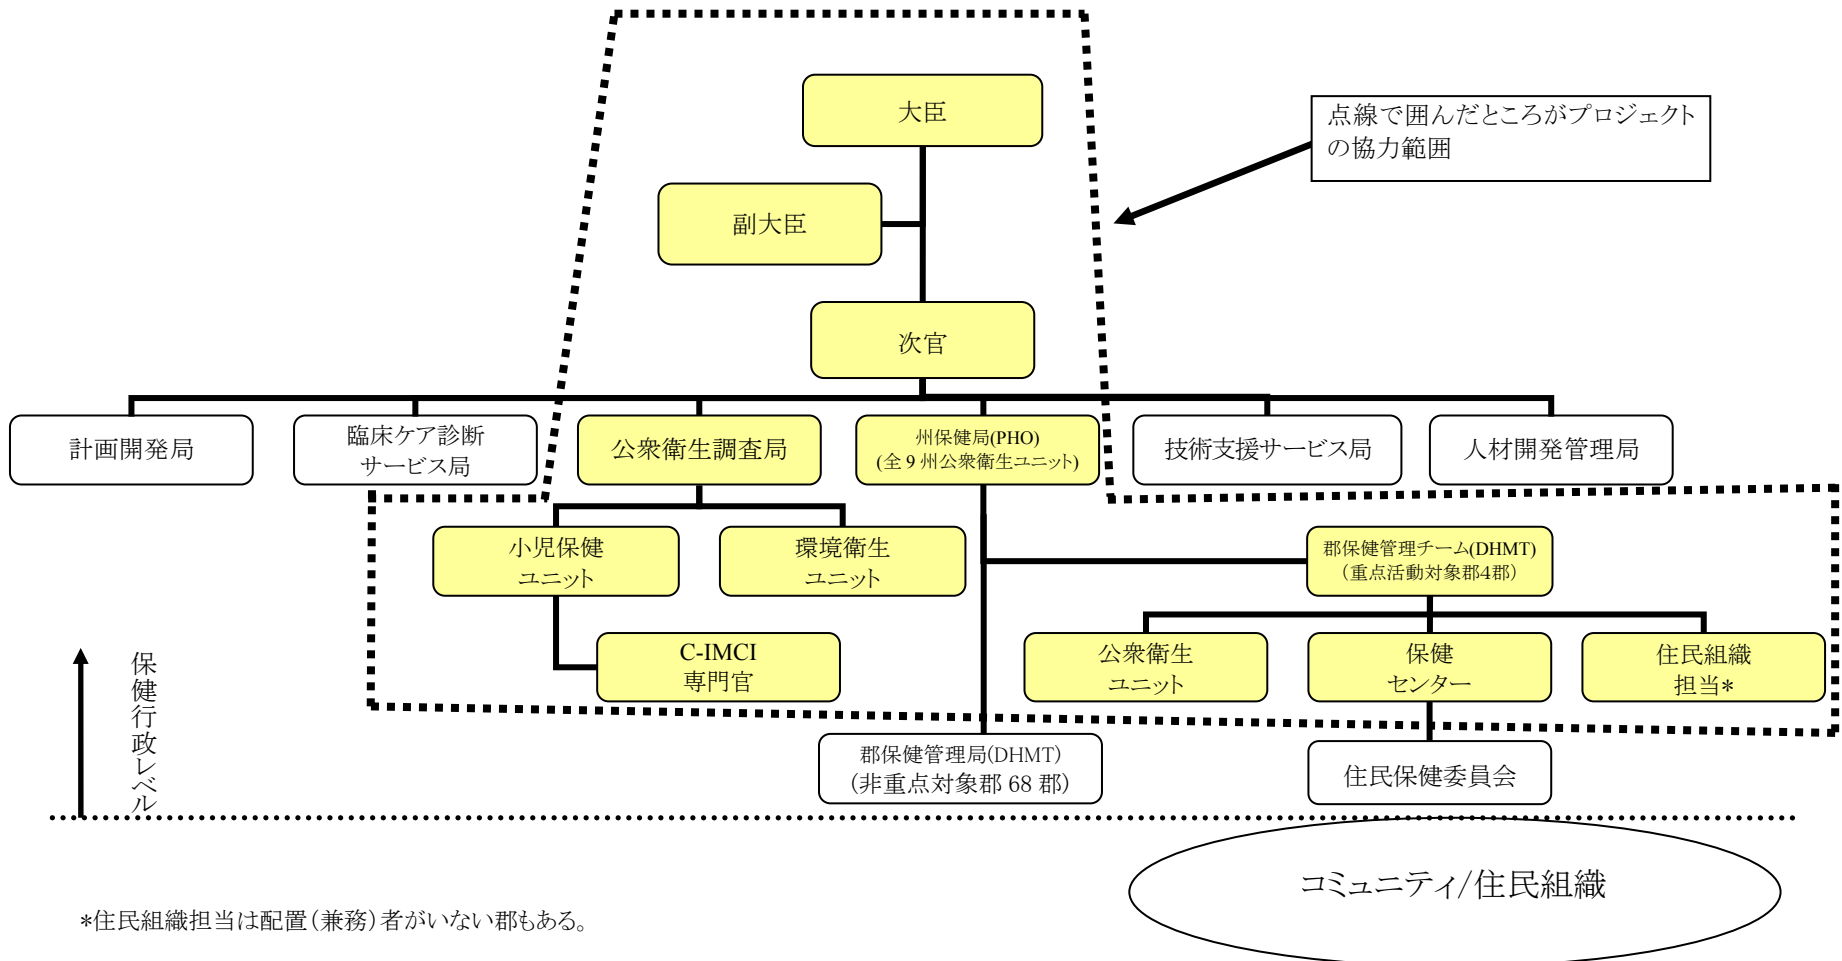 大臣
点線で囲んだところがプロジェクト
の協力範囲
副大臣
次官
計画開発局
臨床ケア診断
サービス局
公衆衛生調査局
州保健局(PHO)
(全9州公衆衛生ユニット)
技術支援サービス局
人材開発管理局
小児保健
ユニット
環境衛生
ユニット
郡保健管理チーム(DHMT)
(重点活動対象郡4郡)
C-IMCI
専門官
公衆衛生
ユニット
保健
センター
住民組織
担当*
保健行政レベル
郡保健管理局(DHMT)
(非重点対象郡 68 郡)
住民保健委員会
コミュニティ/住民組織
*住民組織担当は配置(兼務)者がいない郡もある。